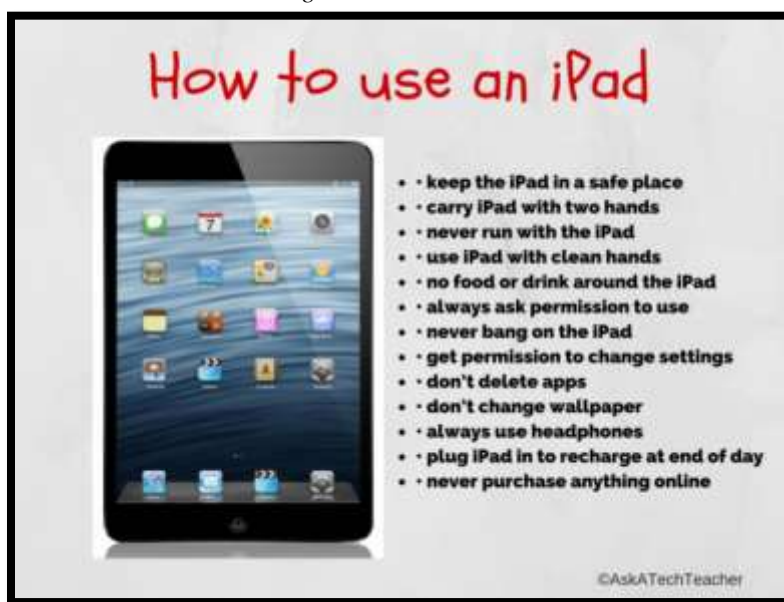 How to use an iPad
• · keep the iPad in a safe place
• · carry iPad with two hands
• · never run with the iPad
• · use iPad with clean hands
• · no food or drink around the iPad
• · always ask permission to use
• · never bang on the iPad
• · get permission to change settings
• · don't delete apps
• · don't change wallpaper
• · always use headphones
• · plug iPad in to recharge at end of day
• · never purchase anything online
7
©AskATechTeacher